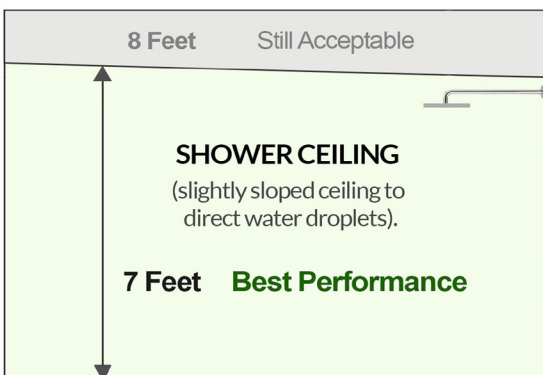 8 Feet Still Acceptable
SHOWER CEILING
(slightly sloped ceiling to
direct water droplets).
7 Feet Best Performance